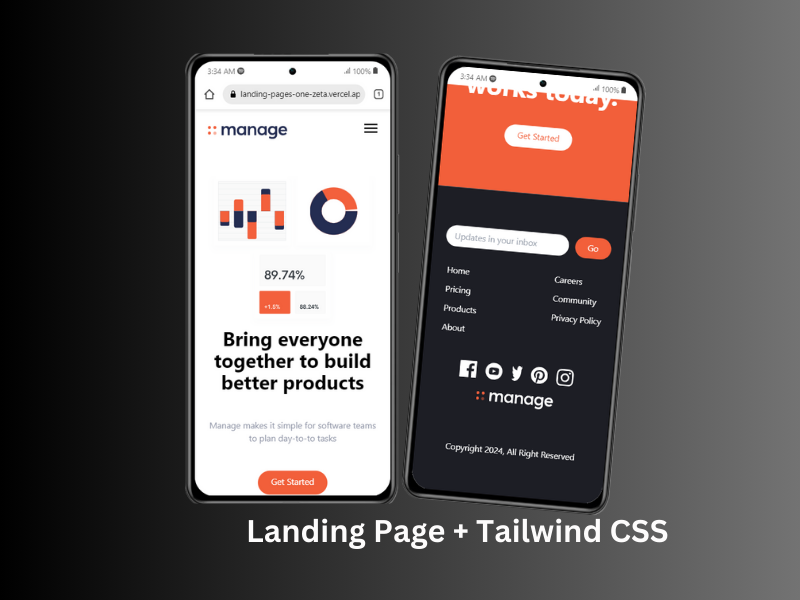 3:34 AM
100%
landing-pages-one-zeta.vercel.ap
1
manage
89.74%
+1.5%
88.24%
Bring everyone
together to build
better products
Manage makes it simple for software teams
to plan day-to-to tasks
Get Started
3:34 AM
100%
works today.
Get Started
Updates in your inbox
Go
Home
Pricing
Products
About
Careers
Community
Privacy Policy
manage
Copyright 2024, All Right Reserved
Landing Page + Tailwind CSS